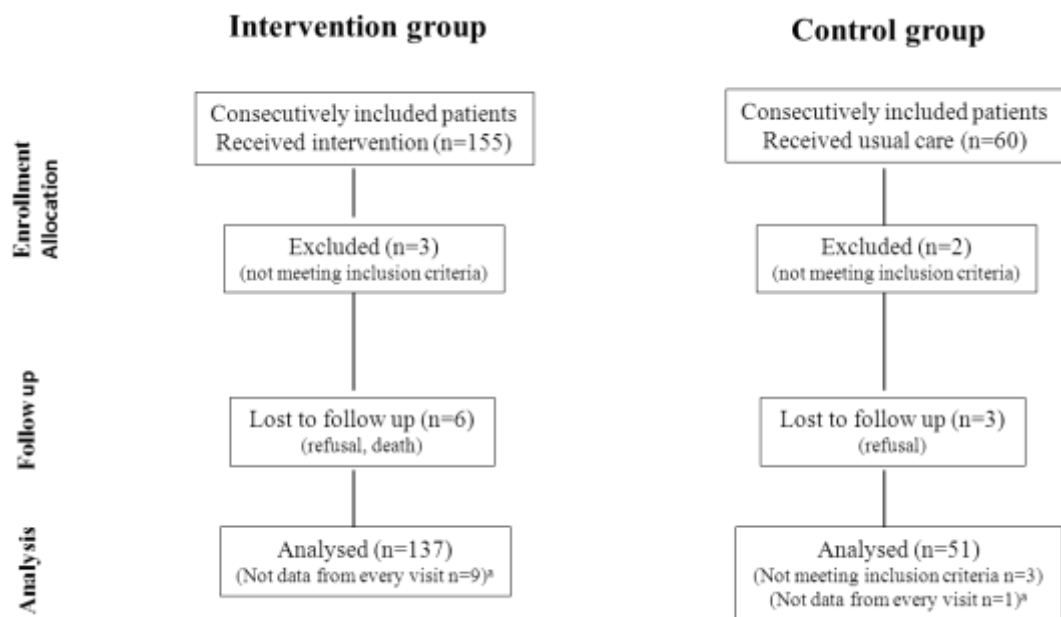 Intervention group
Control group
Enrollment
Allocation
Consecutively included patients
Received intervention (n=155)
Consecutively included patients
Received usual care (n=60)
Excluded (n=3)
(not meeting inclusion criteria)
Excluded (n=2)
(not meeting inclusion criteria)
Follow up
Lost to follow up (n=6)
(refusal, death)
Lost to follow up (n=3)
(refusal)
Analysis
Analysed (n=137)
(Not data from every visit n=9)ᵃ
Analysed (n=51)
(Not meeting inclusion criteria n=3)
(Not data from every visit n=1)ᵃ